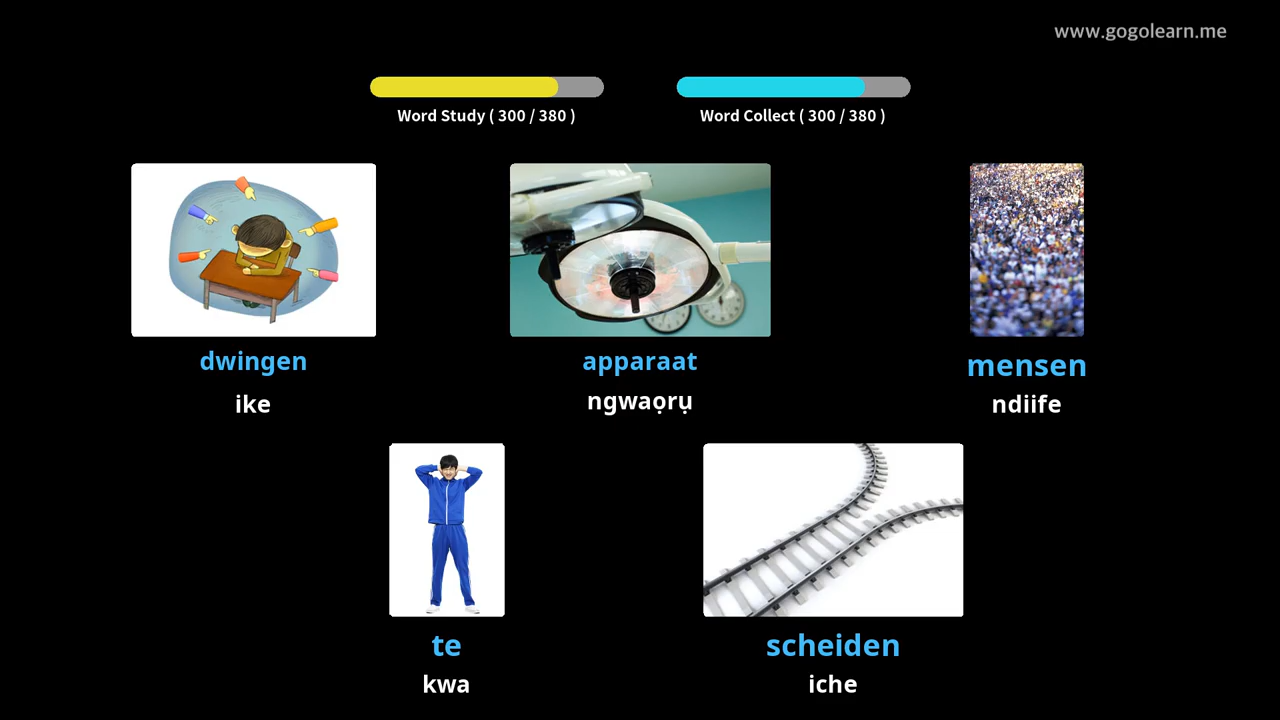 www.gogolearn.me
Word Study ( 300 / 380 )
Word Collect ( 300 / 380 )
dwingen
ike
apparaat
ngwaọrụ
mensen
ndiife
te
kwa
scheiden
iche